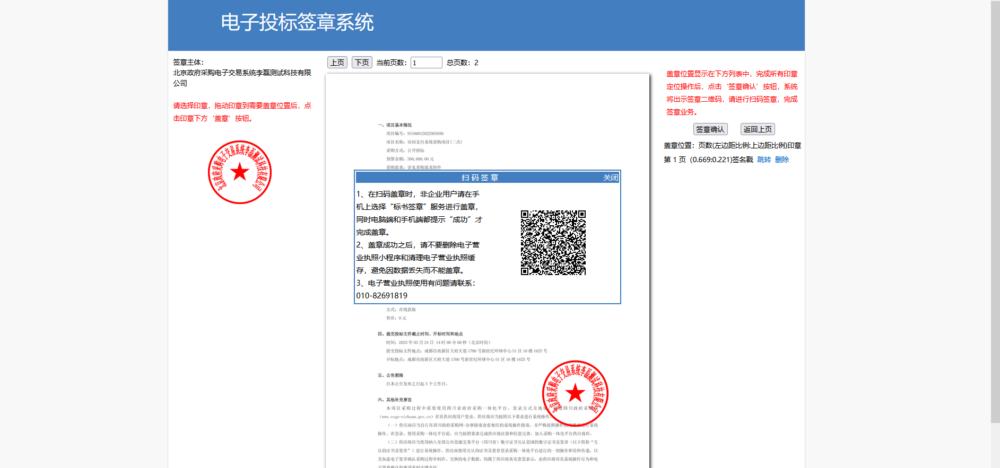 电子投标签章系统
签章主体：
北京政府采购电子交易系统李磊测试科技有限
公司
请选择印章，拖动印章到需要盖章位置后，点
击印章下方‘盖章’按钮。
北京政府采购电子交易系统李磊测试科技有限公司
上页 下页 当前页数：1 总页数：2
一、项目基本情况
项目编号：N5100012022003680
项目名称：诊间支付系统采购项目(二次)
采购方式：公开招标
预算金额：300,000.00 元
采购需求：详见采购需求附件
扫 码 签 章 关闭
1、在扫码盖章时，非企业用户请在手
机上选择“标书签章”服务进行盖章，
同时电脑端和手机端都提示“成功”才
完成盖章。
2、盖章成功之后，请不要删除电子营
业执照小程序和清理电子营业执照缓
存，避免因数据丢失而不能盖章。
3、电子营业执照使用有问题请联系：
010-82691819
方式：在线获取
售价：0 元
四、提交投标文件截止时间、开标时间和地点
时间：2023 年 03 月 24 日 14 时 00 分 00 秒（北京时间）
提交投标文件地点：成都市高新区天府大道 1700 号新世纪环球中心 S1 区 16 楼 1625 号
开标地点：成都市高新区天府大道 1700 号新世纪环球中心 S1 区 16 楼 1625 号
五、公告期限
自本公告发布之日起 5 个工作日。
六、其他补充事宜
本项目采购过程中需要使用四川省政府采购一体化平台，登录方式及地址：通过四川政府采购
（www.ccgp-sichuan.gov.cn）首页供应商用户登录，供应商应当按照以下要求进行系统操作。
（一）供应商应当自行在四川政府采购网-办事指南查看相应的系统操作指南，并严格按照操作指南要求进行系统
操作。在登录、使用采购一体化平台前，应当按照要求完成供应商注册和信息完善，加入采购一体化平台供应商库。
（二）供应商应当使用纳入全国公共资源交易平台（四川省）数字证书互认范围的数字证书及签章（以下简称“互
认的证书及签章”）进行系统操作。供应商使用互认的证书及签章登录采购一体化平台进行的一切操作和资料传递，以
及加盖电子签章确认采购过程中制作、交换的电子数据，均属于供应商真实意思表示，由供应商对其系统操作行为和电
子签章确认的事项承担法律责任。
北京政府采购电子交易系统李磊测试科技有限公司
盖章位置显示在下方列表中，完成所有印章
定位操作后，点击‘签章确认’按钮，系统
将出示签章二维码，请进行扫码签章，完成
签章业务。
签章确认 返回上页
盖章位置：页数(左边距比例:上边距比例)印章
第 1 页（0.669:0.221)签名戳 跳转 删除